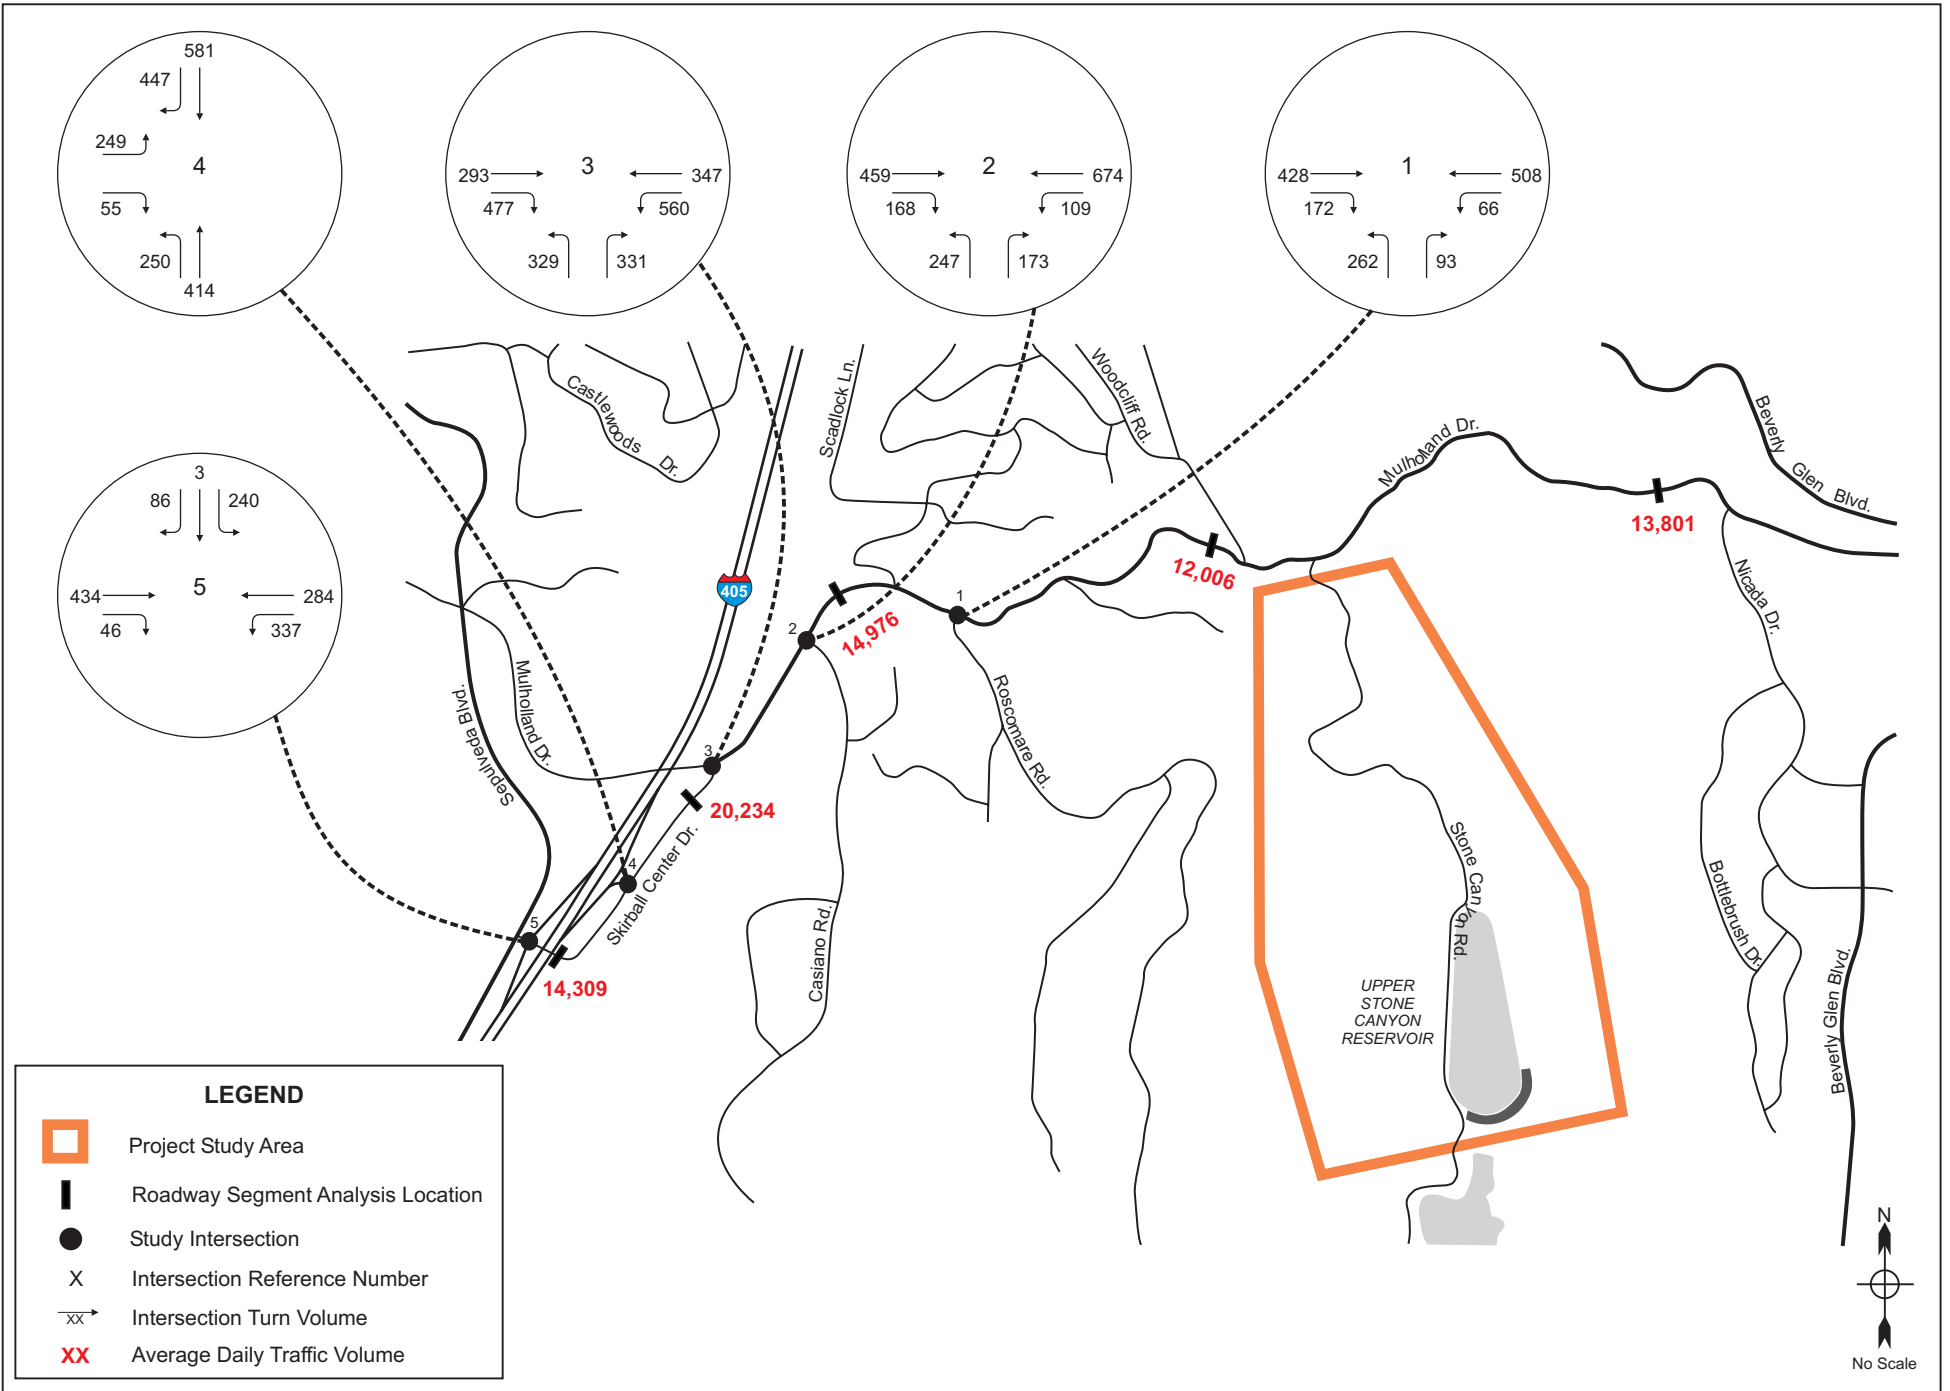 581
447
249
4
55
250
414
293
3
347
477
560
329
331
459
2
674
168
109
247
173
428
1
508
172
66
262
93
3
86
240
434
5
284
46
337
Castlewoods Dr.
Scadlock Ln.
Woodcliff Rd.
Mulholland Dr.
Beverly Glen Blvd.
13,801
12,006
405
1
2
14,976
Nicada Dr.
Mulholland Dr.
Sepulveda Blvd.
Roscomare Rd.
3
20,234
Skirball Center Dr.
4
5
14,309
Casiano Rd.
Stone Canyon Rd.
Bottlebrush Dr.
Beverly Glen Blvd.
UPPER
STONE
CANYON
RESERVOIR
LEGEND
Project Study Area
Roadway Segment Analysis Location
Study Intersection
X Intersection Reference Number
XX Intersection Turn Volume
XX Average Daily Traffic Volume
N
No Scale